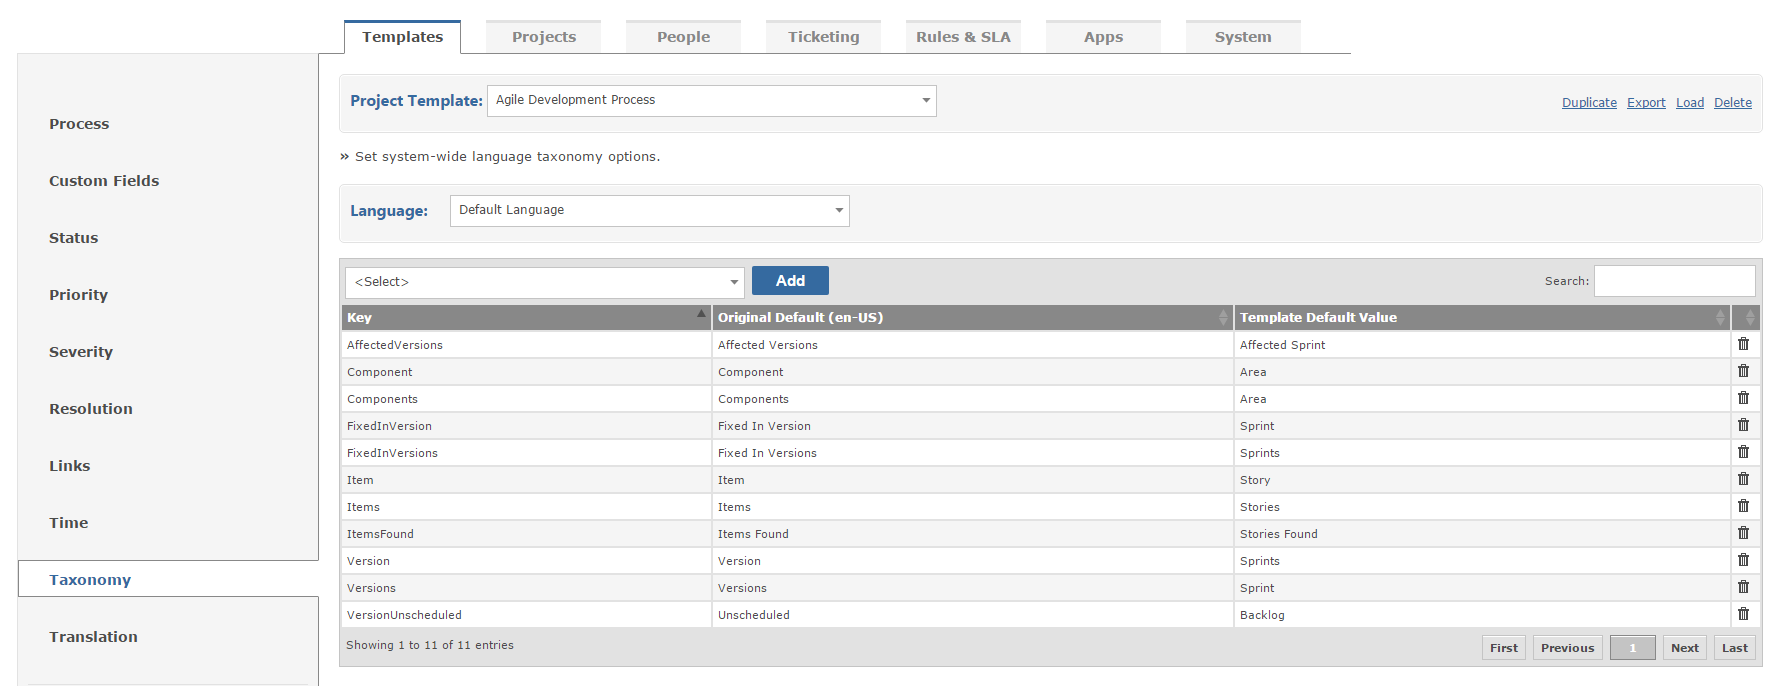 Templates Projects People Ticketing Rules & SLA Apps System
Process
Custom Fields
Status
Priority
Severity
Resolution
Links
Time
Taxonomy
Translation
Project Template: Agile Development Process Duplicate Export Load Delete
» Set system-wide language taxonomy options.
Language: Default Language
<Select> Add Search:
Key Original Default (en-US) Template Default Value
AffectedVersions Affected Versions Affected Sprint
Component Component Area
Components Components Area
FixedInVersion Fixed In Version Sprint
FixedInVersions Fixed In Versions Sprints
Item Item Story
Items Items Stories
ItemsFound Items Found Stories Found
Version Version Sprints
Versions Versions Sprint
VersionUnscheduled Unscheduled Backlog
Showing 1 to 11 of 11 entries First Previous 1 Next Last